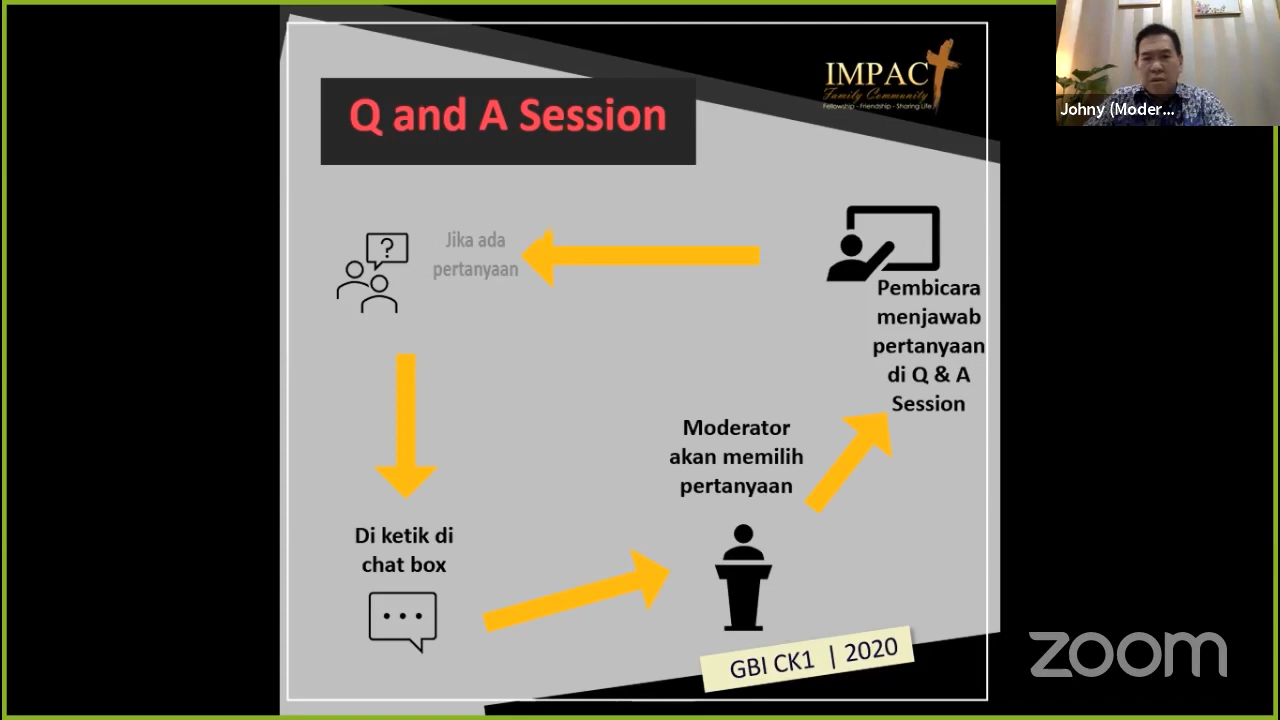 Q and A Session
IMPACT
Family Community
Fellowship - Friendship - Sharing Life
Johny (Moder...
?
Jika ada
pertanyaan
Pembicara
menjawab
pertanyaan
di Q & A
Session
Moderator
akan memilih
pertanyaan
Di ketik di
chat box
GBI CK1 | 2020
zoom